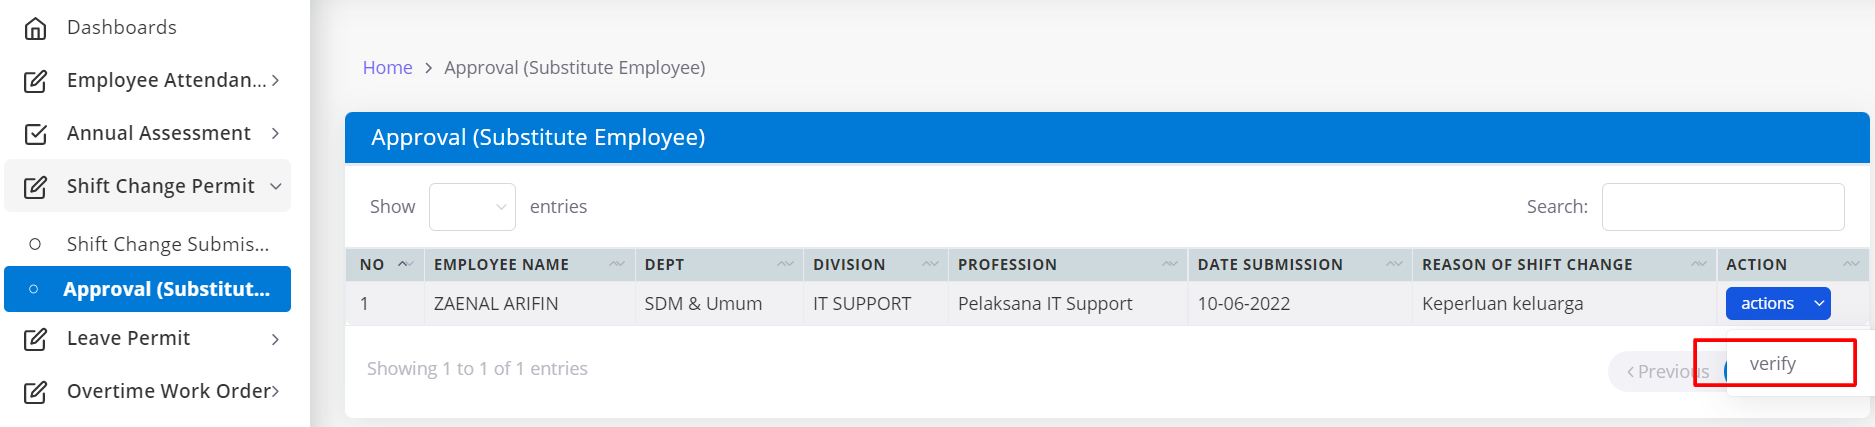 Dashboards
Employee Attendan...
Annual Assessment
Shift Change Permit
Shift Change Submis...
Approval (Substitut...
Leave Permit
Overtime Work Order
Home > Approval (Substitute Employee)
Approval (Substitute Employee)
Show entries Search:
NO EMPLOYEE NAME DEPT DIVISION PROFESSION DATE SUBMISSION REASON OF SHIFT CHANGE ACTION
1 ZAENAL ARIFIN SDM & Umum IT SUPPORT Pelaksana IT Support 10-06-2022 Keperluan keluarga actions
verify
Showing 1 to 1 of 1 entries Previous